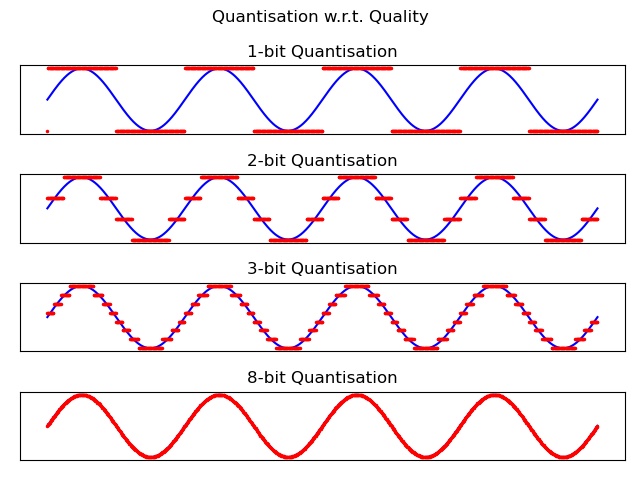 Quantisation w.r.t. Quality
1-bit Quantisation
2-bit Quantisation
3-bit Quantisation
8-bit Quantisation